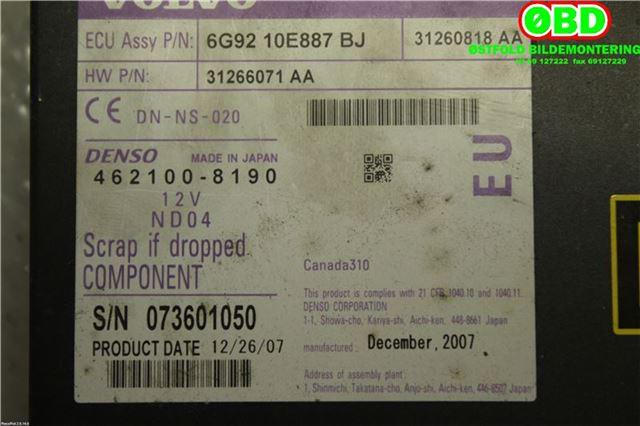 VOLVO
ECU Assy P/N: 6G92 10E887 BJ 31260818 AA
HW P/N: 31266071 AA
ØBD
ØSTFOLD BILDEMONTERING
69 127222 fax 69127229
CE DN-NS-020
DENSO MADE IN JAPAN
462100-8190
12V
ND04
EU
Scrap if dropped
COMPONENT
S/N 073601050
PRODUCT DATE 12/26/07
Canada310
This product is complies with 21 CFR 1040.10 and 1040.11.
DENSO CORPORATION
1-1, Showa-cho, Kariya-shi, Aichi-ken, 448-8661 Japan
manufactured: December, 2007
Address of assembly plant:
1, Shinmichi, Takatana-cho, Anjo-shi, Aichi-ken, 446-8507 Japan